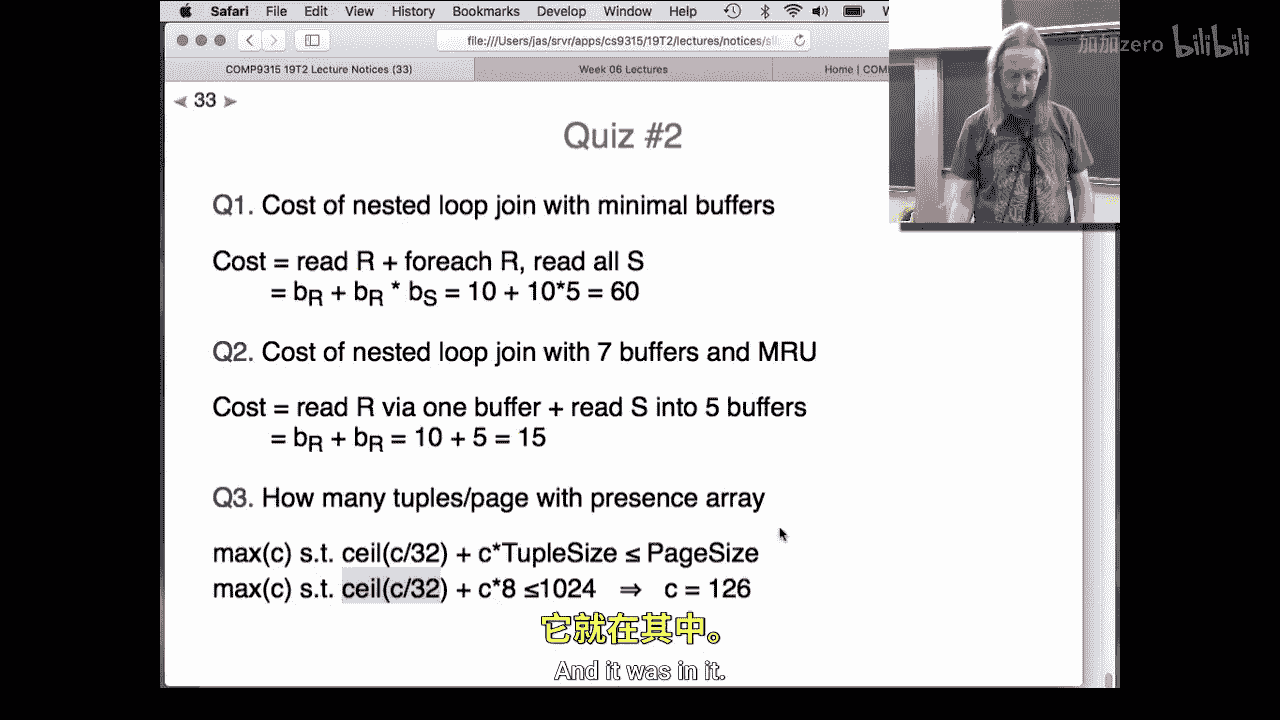 Safari File Edit View History Bookmarks Develop Window Help
file:///Users/jas/srvr/apps/cs9315/19T2/lectures/notices/sli
COMP9315 19T2 Lecture Notices (33) Week 06 Lectures Home | COM
加加zero bilibili
33
Quiz #2
Q1. Cost of nested loop join with minimal buffers
Cost = read R + foreach R, read all S
= bR + bR * bS = 10 + 10*5 = 60
Q2. Cost of nested loop join with 7 buffers and MRU
Cost = read R via one buffer + read S into 5 buffers
= bR + bR = 10 + 5 = 15
Q3. How many tuples/page with presence array
max(c) s.t. ceil(c/32) + c*TupleSize ≤ PageSize
max(c) s.t. ceil(c/32) + c*8 ≤1024 ⇒ c = 126
它就在其中。
And it was in it.